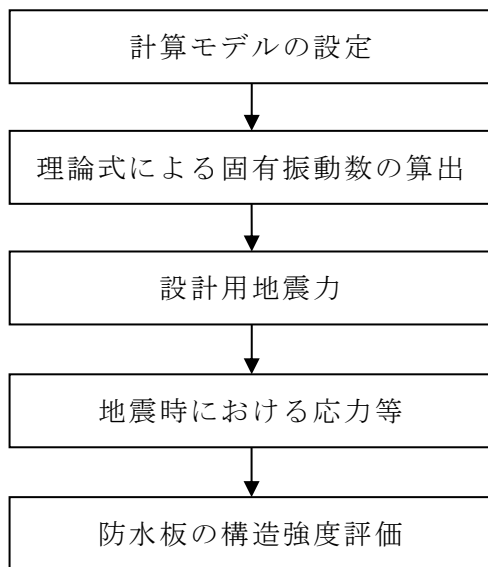 計算モデルの設定
理論式による固有振動数の算出
設計用地震力
地震時における応力等
防水板の構造強度評価